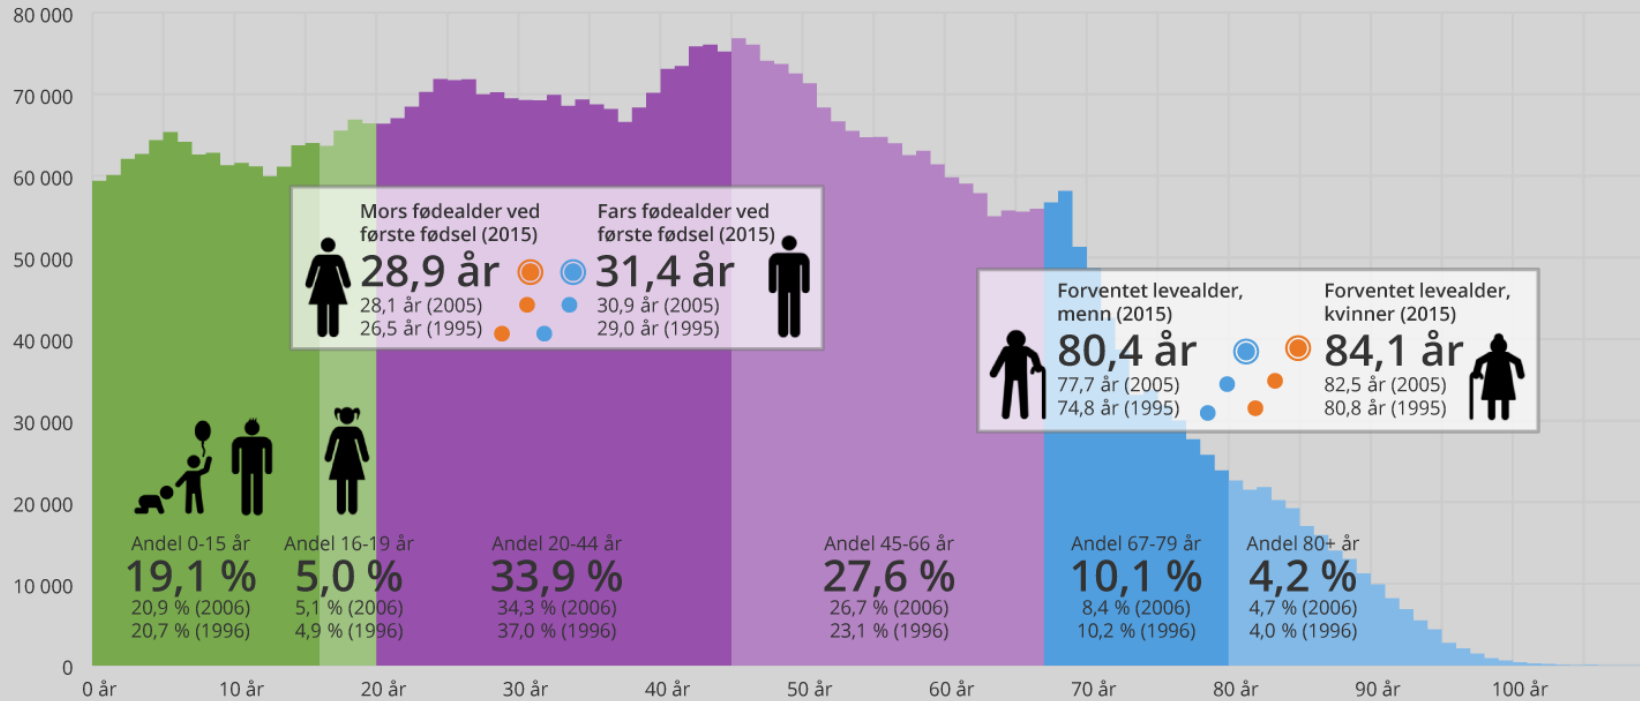 80 000
70 000
60 000
50 000
40 000
30 000
20 000
10 000
0
Mors fødealder ved
første fødsel (2015)
28,9 år
28,1 år (2005)
26,5 år (1995)
Fars fødealder ved
første fødsel (2015)
31,4 år
30,9 år (2005)
29,0 år (1995)
Forventet levealder,
menn (2015)
80,4 år
77,7 år (2005)
74,8 år (1995)
Forventet levealder,
kvinner (2015)
84,1 år
82,5 år (2005)
80,8 år (1995)
Andel 0-15 år
19,1 %
20,9 % (2006)
20,7 % (1996)
Andel 16-19 år
5,0 %
5,1 % (2006)
4,9 % (1996)
Andel 20-44 år
33,9 %
34,3 % (2006)
37,0 % (1996)
Andel 45-66 år
27,6 %
26,7 % (2006)
23,1 % (1996)
Andel 67-79 år
10,1 %
8,4 % (2006)
10,2 % (1996)
Andel 80+ år
4,2 %
4,7 % (2006)
4,0 % (1996)
0 år
10 år
20 år
30 år
40 år
50 år
60 år
70 år
80 år
90 år
100 år